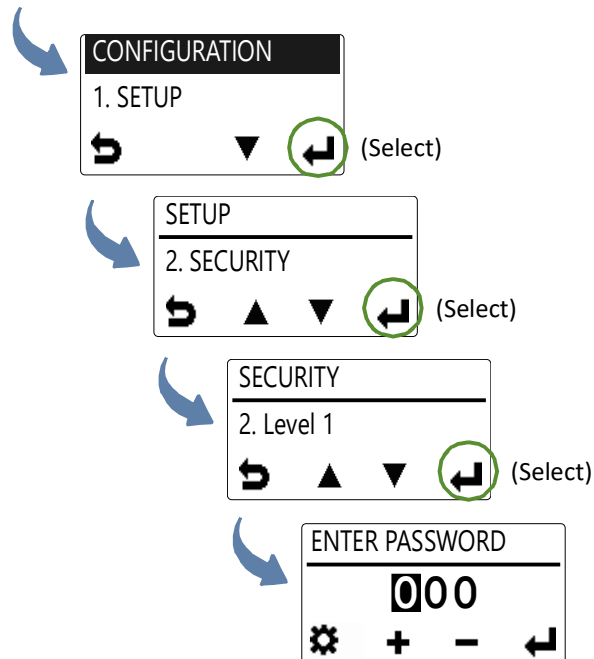 CONFIGURATION
1. SETUP
(Select)
SETUP
2. SECURITY
(Select)
SECURITY
2. Level 1
(Select)
ENTER PASSWORD
000
+ −